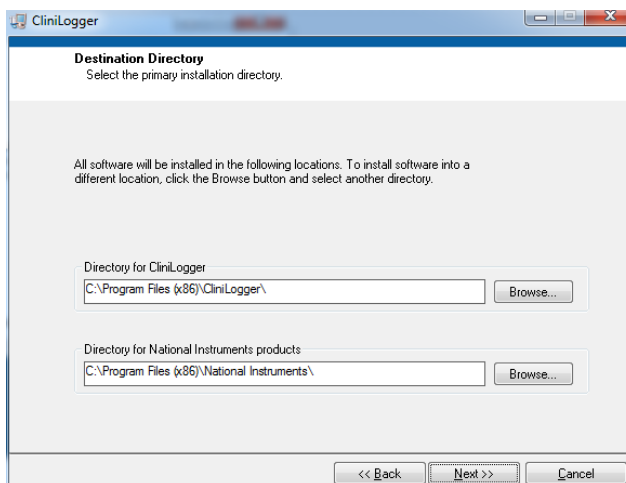 CliniLogger
Destination Directory
Select the primary installation directory.
All software will be installed in the following locations. To install software into a
different location, click the Browse button and select another directory.
Directory for CliniLogger
C:\Program Files (x86)\CliniLogger\
Browse...
Directory for National Instruments products
C:\Program Files (x86)\National Instruments\
Browse...
<< Back
Next >>
Cancel